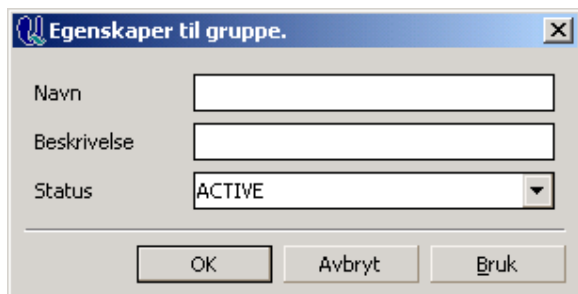 Egenskaper til gruppe.
Navn
Beskrivelse
Status ACTIVE
OK Avbryt Bruk